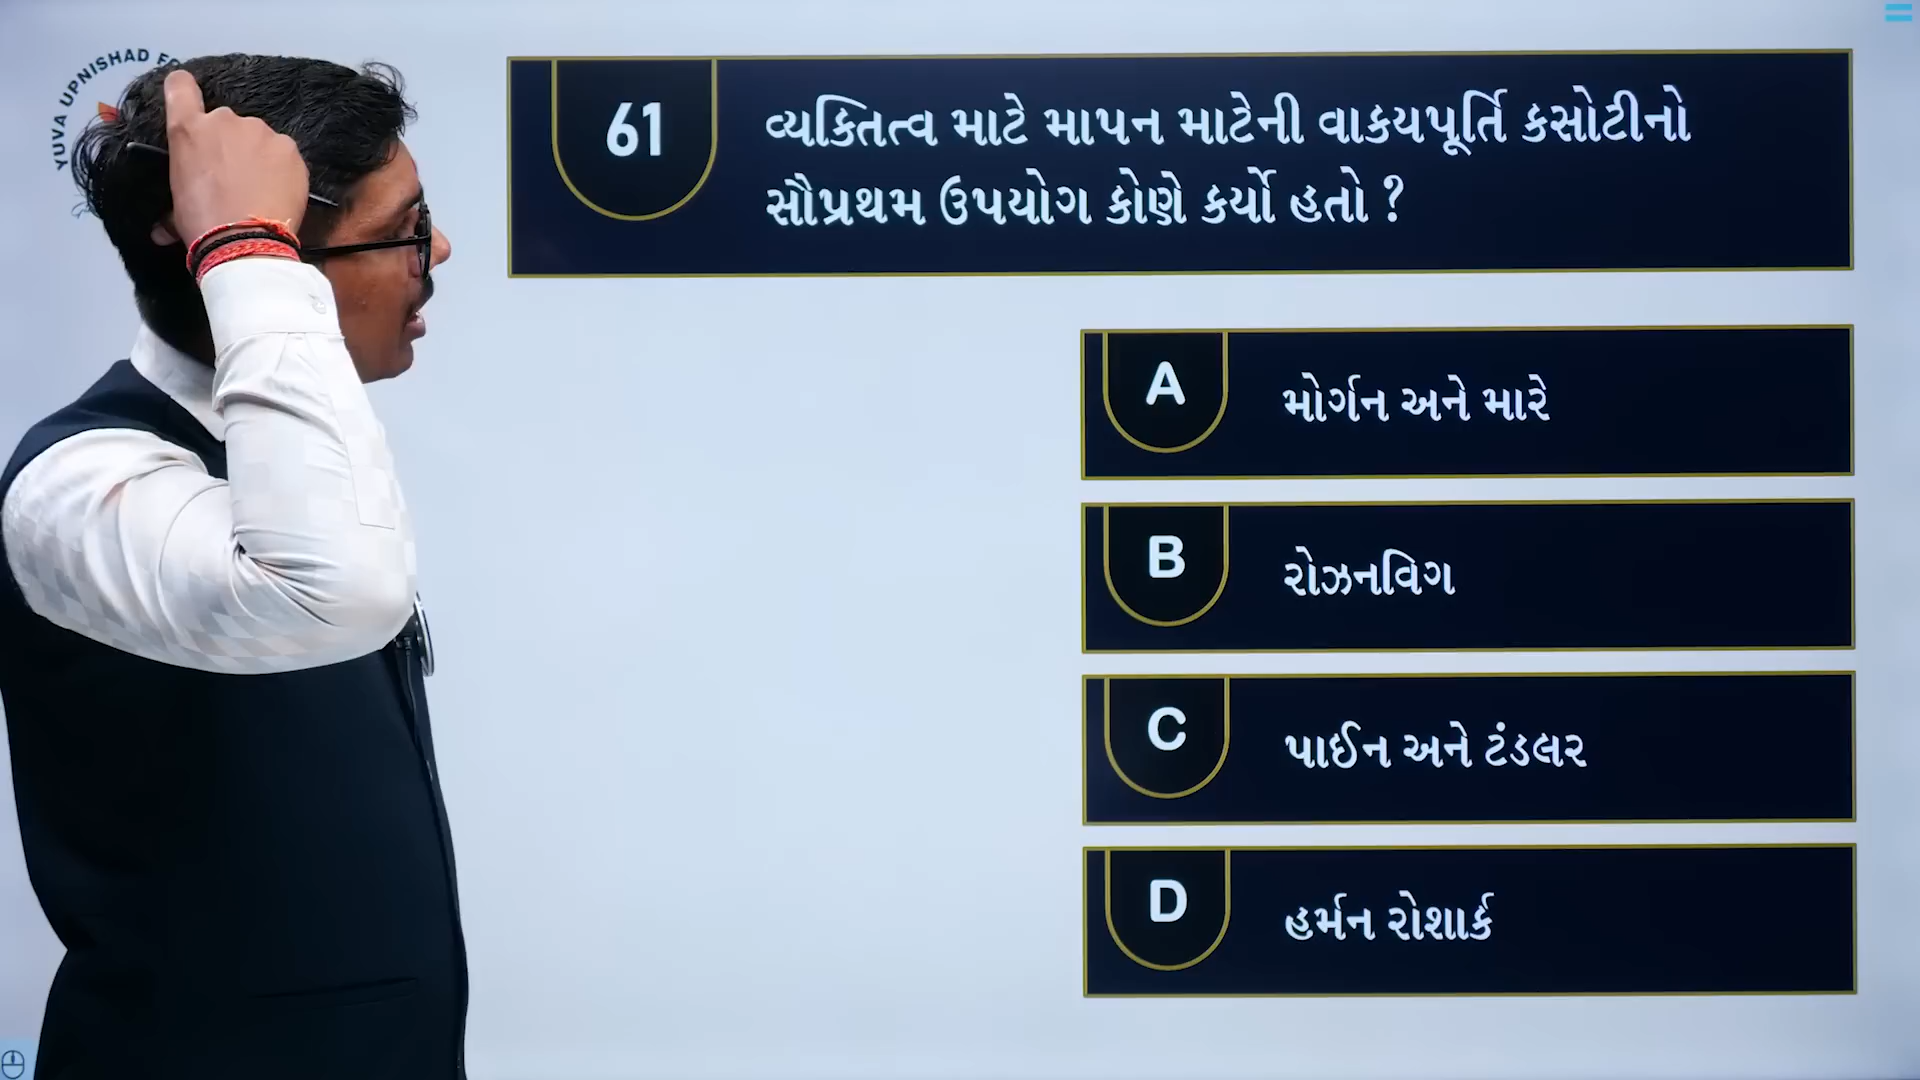 YUVA UPNISHAD
61
વ્યક્તિત્વ માટે માપન માટેની વાકયપૂર્તિ કસોટીનો
સૌપ્રથમ ઉપયોગ કોણે કર્યો હતો ?
A
મોર્ગન અને મારે
B
રોઝનવિગ
C
પાઈન અને ટંડલર
D
હર્મન રોશાર્ક